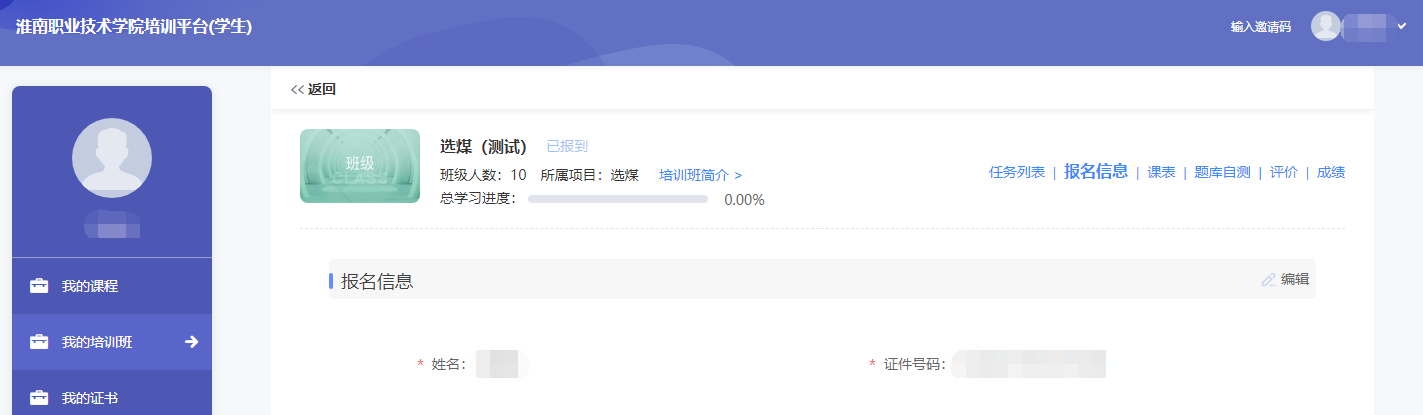 淮南职业技术学院培训平台(学生)
输入邀请码
<< 返回
班级
CLASS
选煤（测试） 已报到
班级人数：10 所属项目：选煤 培训班简介 >
总学习进度： 0.00%
任务列表 | 报名信息 | 课表 | 题库自测 | 评价 | 成绩
我的课程
我的培训班
我的证书
报名信息
编辑
* 姓名：
* 证件号码：